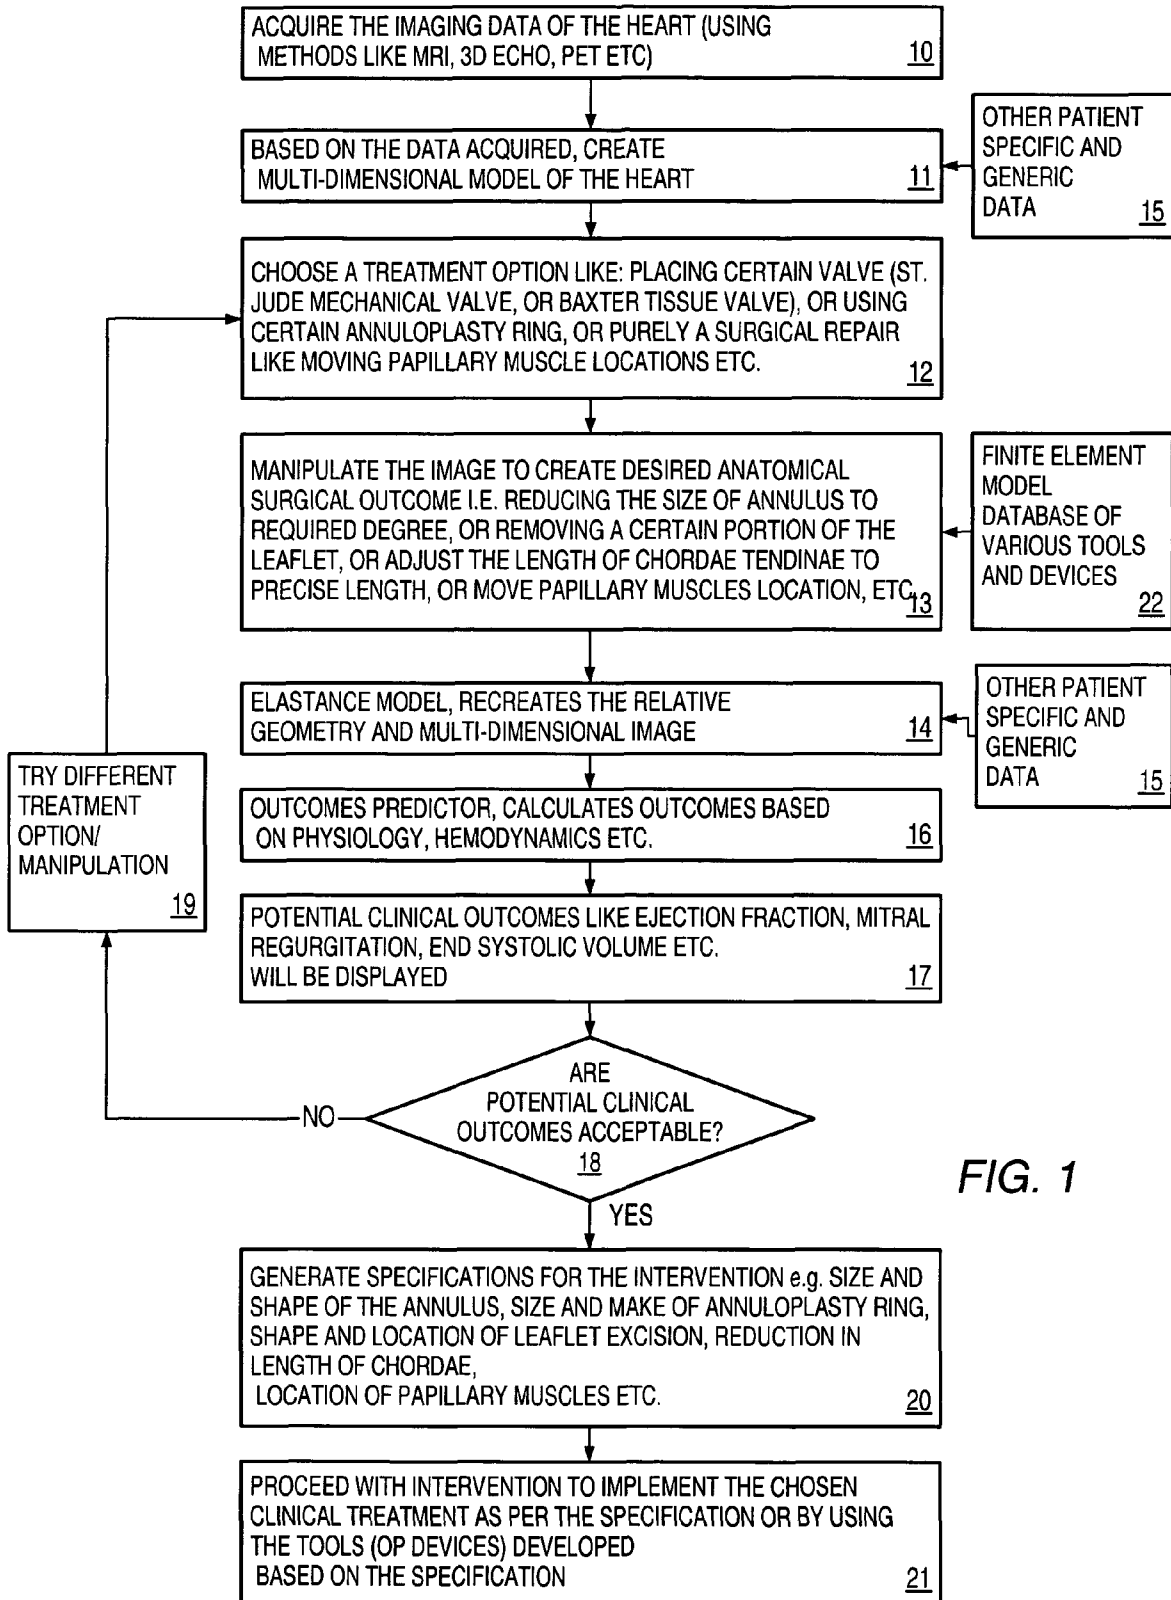 ACQUIRE THE IMAGING DATA OF THE HEART (USING
METHODS LIKE MRI, 3D ECHO, PET ETC)
10
BASED ON THE DATA ACQUIRED, CREATE
MULTI-DIMENSIONAL MODEL OF THE HEART
11
OTHER PATIENT
SPECIFIC AND
GENERIC
DATA
15
CHOOSE A TREATMENT OPTION LIKE: PLACING CERTAIN VALVE (ST.
JUDE MECHANICAL VALVE, OR BAXTER TISSUE VALVE), OR USING
CERTAIN ANNULOPLASTY RING, OR PURELY A SURGICAL REPAIR
LIKE MOVING PAPILLARY MUSCLE LOCATIONS ETC.
12
MANIPULATE THE IMAGE TO CREATE DESIRED ANATOMICAL
SURGICAL OUTCOME I.E. REDUCING THE SIZE OF ANNULUS TO
REQUIRED DEGREE, OR REMOVING A CERTAIN PORTION OF THE
LEAFLET, OR ADJUST THE LENGTH OF CHORDAE TENDINAE TO
PRECISE LENGTH, OR MOVE PAPILLARY MUSCLES LOCATION, ETC.
13
FINITE ELEMENT
MODEL
DATABASE OF
VARIOUS TOOLS
AND DEVICES
22
ELASTANCE MODEL, RECREATES THE RELATIVE
GEOMETRY AND MULTI-DIMENSIONAL IMAGE
14
OTHER PATIENT
SPECIFIC AND
GENERIC
DATA
15
TRY DIFFERENT
TREATMENT
OPTION/
MANIPULATION
19
OUTCOMES PREDICTOR, CALCULATES OUTCOMES BASED
ON PHYSIOLOGY, HEMODYNAMICS ETC.
16
POTENTIAL CLINICAL OUTCOMES LIKE EJECTION FRACTION, MITRAL
REGURGITATION, END SYSTOLIC VOLUME ETC.
WILL BE DISPLAYED
17
ARE
POTENTIAL CLINICAL
OUTCOMES ACCEPTABLE?
18
NO
YES
FIG. 1
GENERATE SPECIFICATIONS FOR THE INTERVENTION e.g. SIZE AND
SHAPE OF THE ANNULUS, SIZE AND MAKE OF ANNULOPLASTY RING,
SHAPE AND LOCATION OF LEAFLET EXCISION, REDUCTION IN
LENGTH OF CHORDAE,
LOCATION OF PAPILLARY MUSCLES ETC.
20
PROCEED WITH INTERVENTION TO IMPLEMENT THE CHOSEN
CLINICAL TREATMENT AS PER THE SPECIFICATION OR BY USING
THE TOOLS (OP DEVICES) DEVELOPED
BASED ON THE SPECIFICATION
21